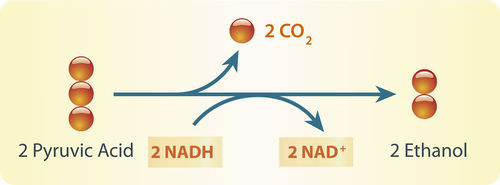 2 CO₂
2 Pyruvic Acid
2 NADH
2 NAD⁺
2 Ethanol